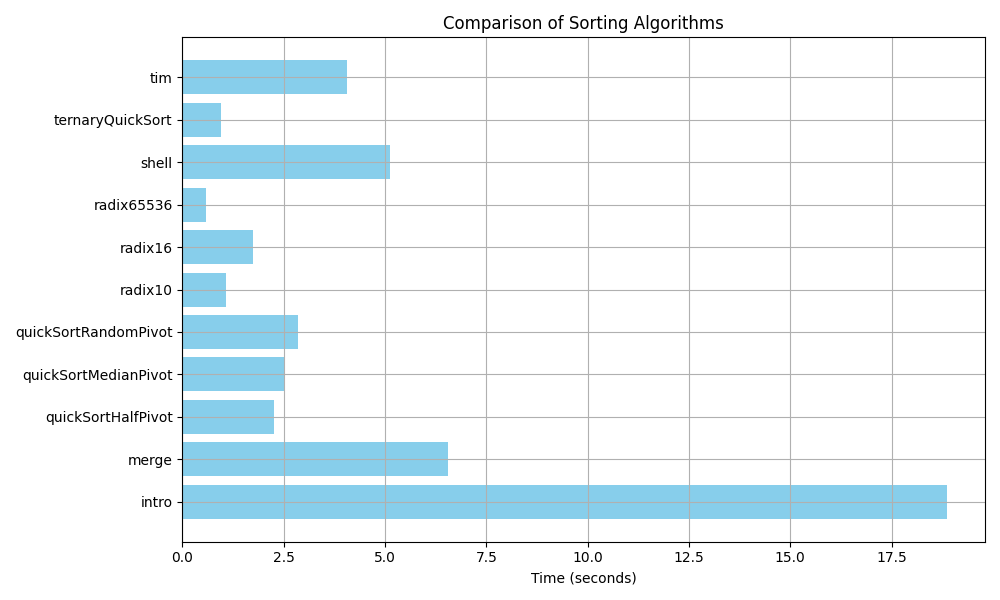 Comparison of Sorting Algorithms
tim
ternaryQuickSort
shell
radix65536
radix16
radix10
quickSortRandomPivot
quickSortMedianPivot
quickSortHalfPivot
merge
intro
0.0 2.5 5.0 7.5 10.0 12.5 15.0 17.5
Time (seconds)